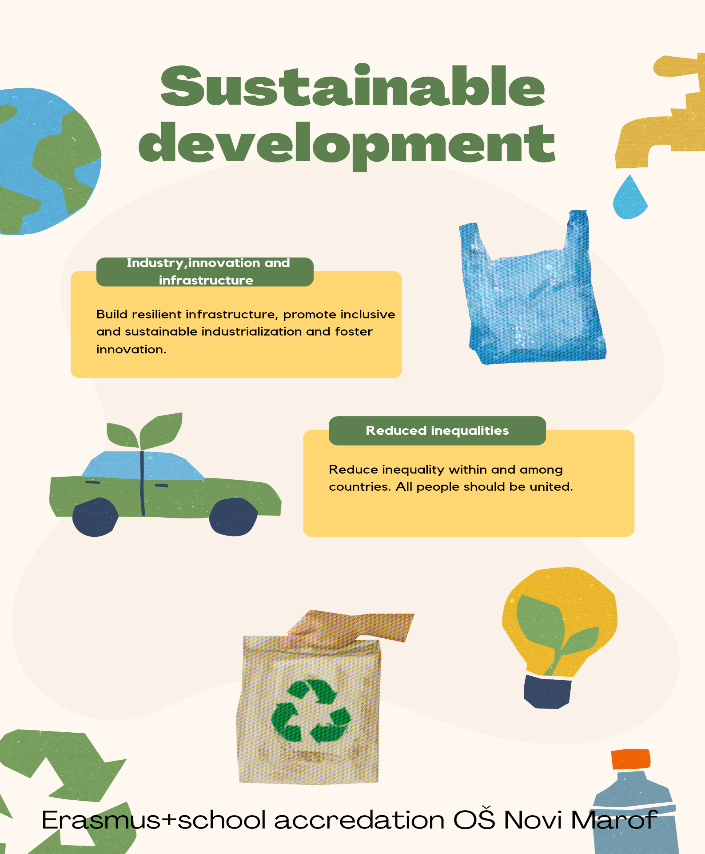 Sustainable
development
Industry,innovation and
infrastructure
Build resilient infrastructure, promote inclusive
and sustainable industrialization and foster
innovation.
Reduced inequalities
Reduce inequality within and among
countries. All people should be united.
Erasmus+school accredation OŠ Novi Marof